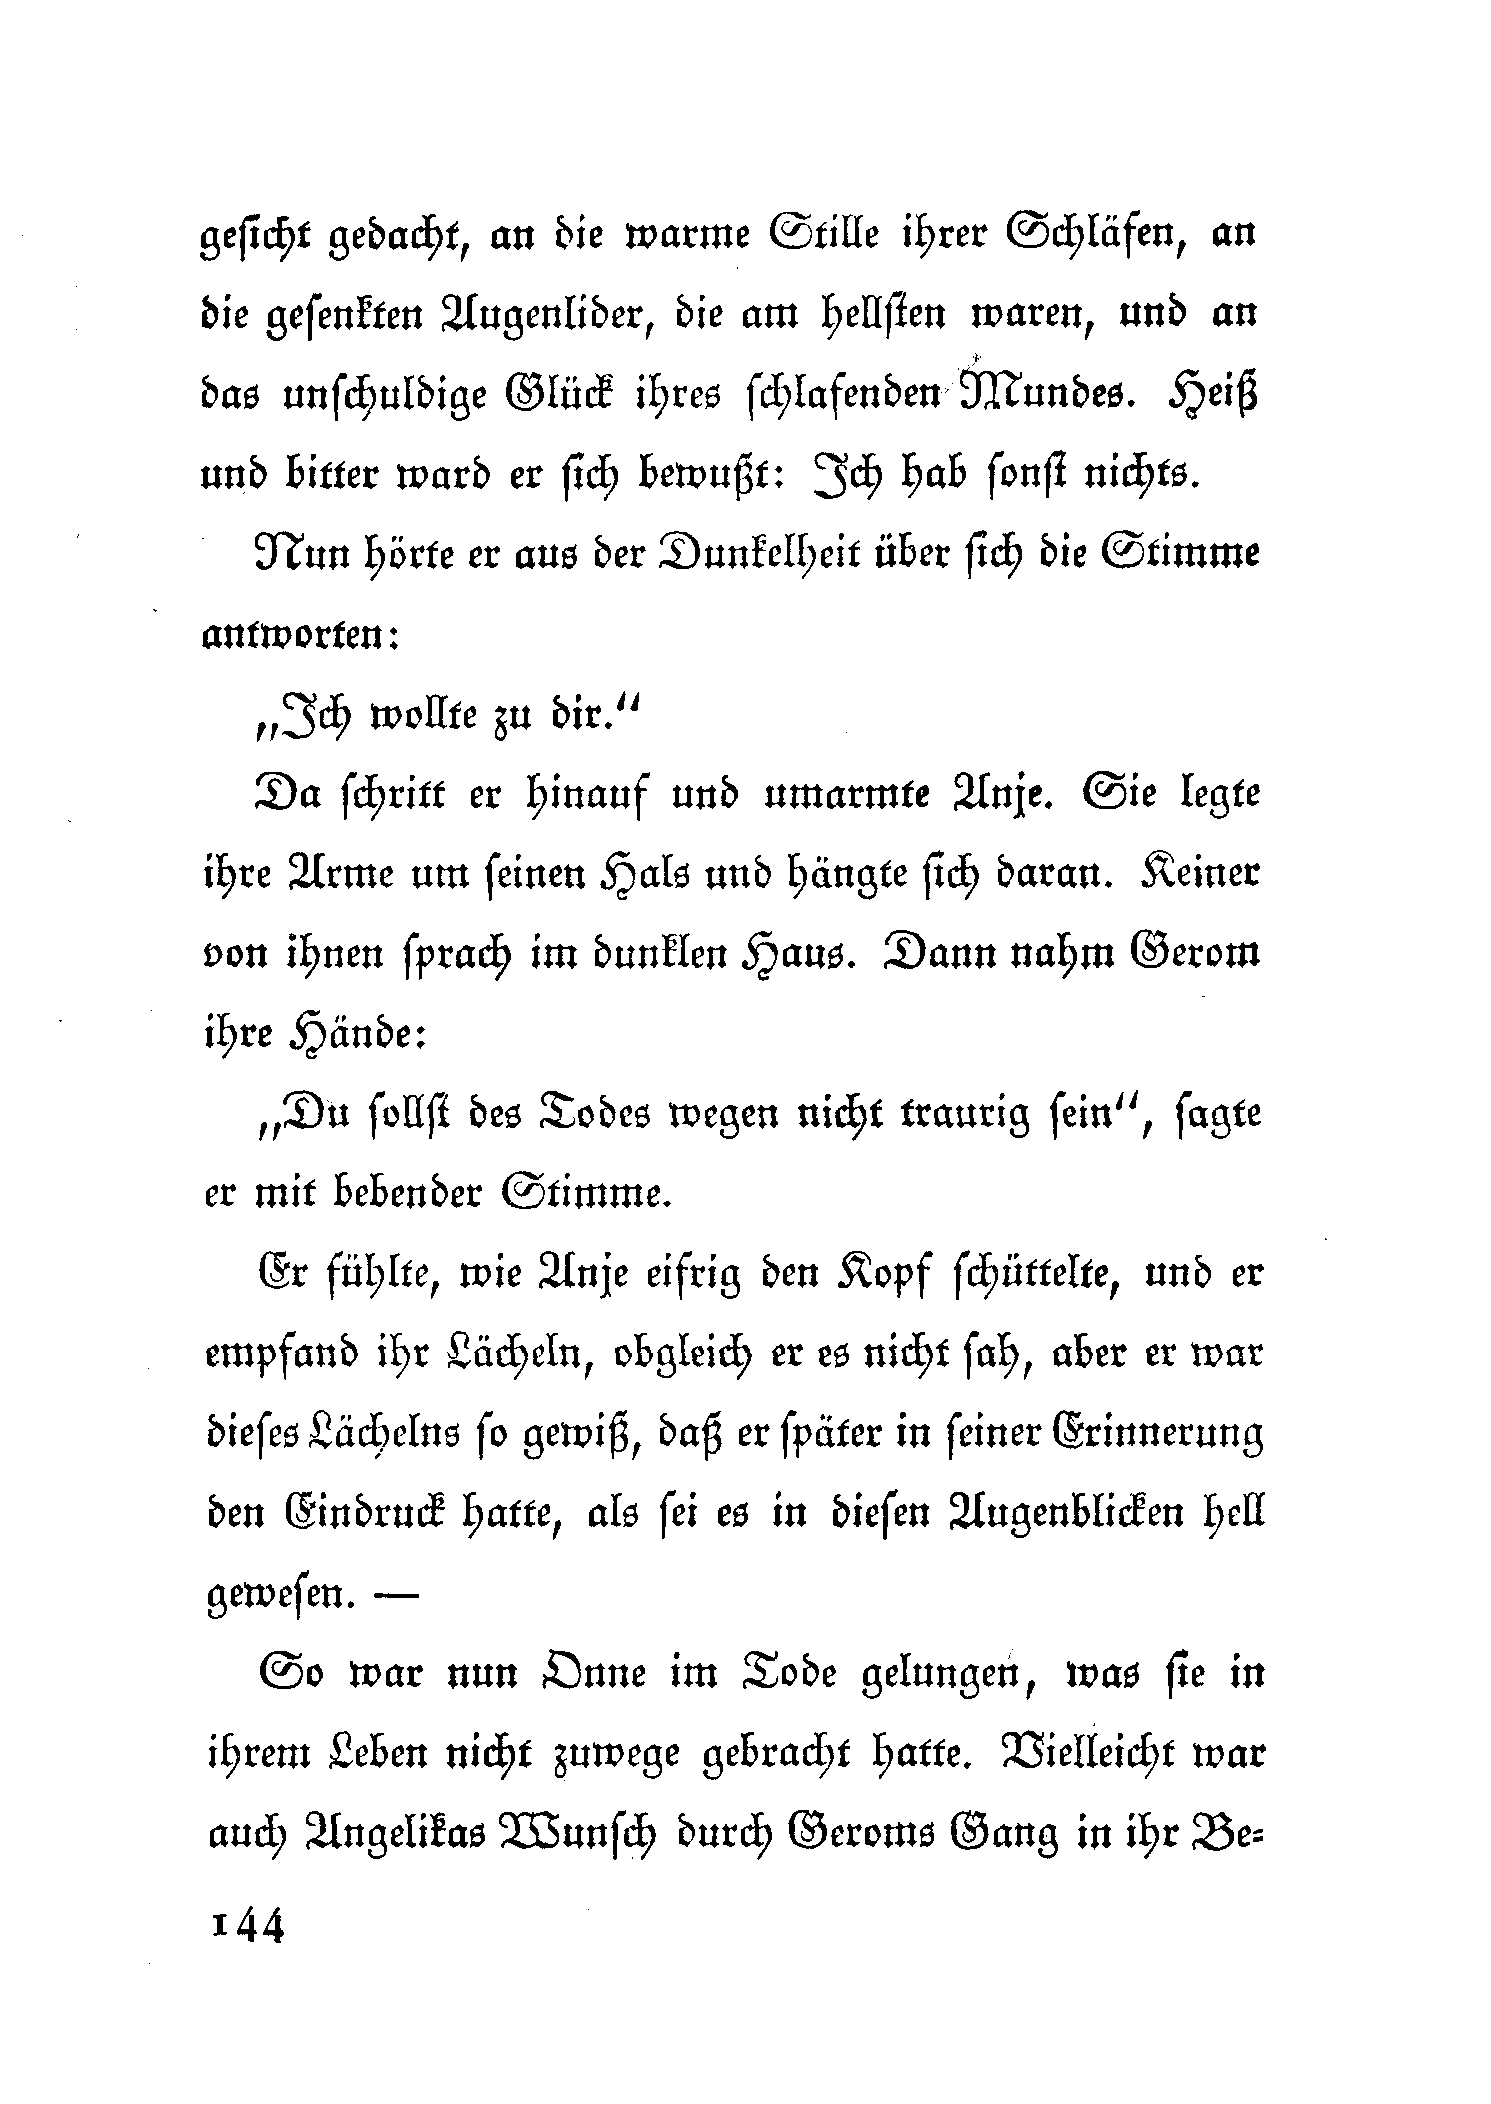 gesicht gedacht, an die warme Stille ihrer Schläfen, an
die gesenkten Augenlider, die am hellsten waren, und an
das unschuldige Glück ihres schlafenden Mundes. Heiß
und bitter ward er sich bewußt: Ich hab sonst nichts.
Nun hörte er aus der Dunkelheit über sich die Stimme
antworten:
„Ich wollte zu dir.“
Da schritt er hinauf und umarmte Anje. Sie legte
ihre Arme um seinen Hals und hängte sich daran. Keiner
von ihnen sprach im dunklen Haus. Dann nahm Gerom
ihre Hände:
„Du sollst des Todes wegen nicht traurig sein“, sagte
er mit bebender Stimme.
Er fühlte, wie Anje eifrig den Kopf schüttelte, und er
empfand ihr Lächeln, obgleich er es nicht sah, aber er war
dieses Lächelns so gewiß, daß er später in seiner Erinnerung
den Eindruck hatte, als sei es in diesen Augenblicken hell
gewesen. —
So war nun Onne im Tode gelungen, was sie in
ihrem Leben nicht zuwege gebracht hatte. Vielleicht war
auch Angelikas Wunsch durch Geroms Gang in ihr Be-
144